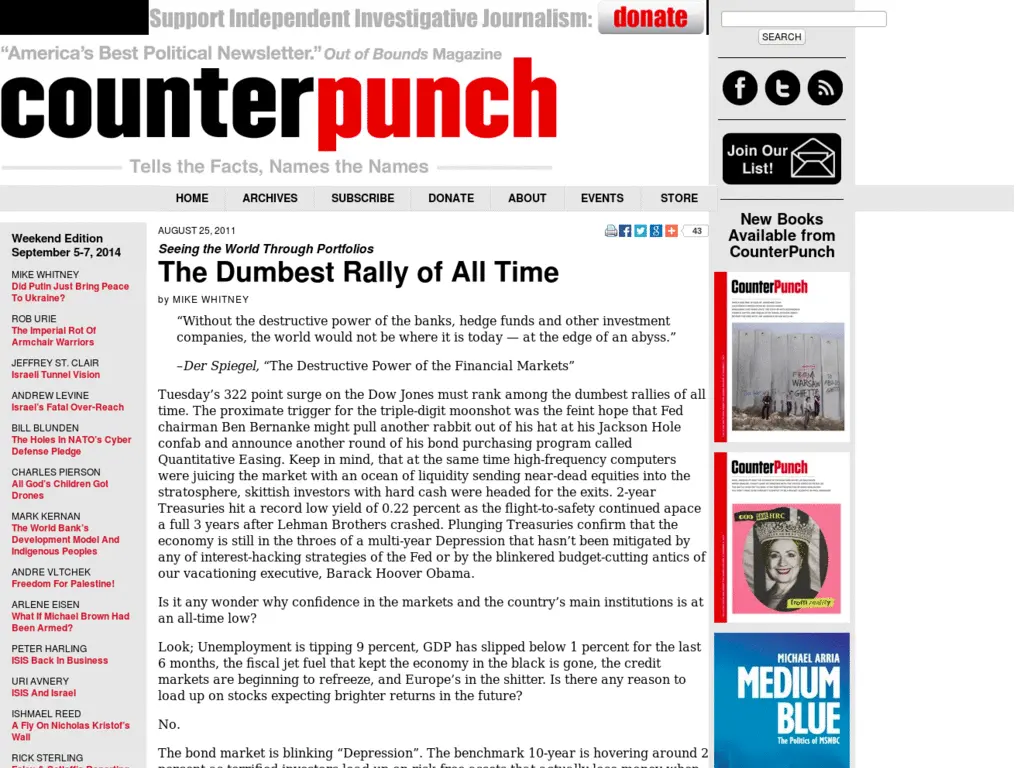 Support Independent Investigative Journalism:
donate
SEARCH
“America’s Best Political Newsletter.” Out of Bounds Magazine
counterpunch
Tells the Facts, Names the Names
Join Our
List!
HOME
ARCHIVES
SUBSCRIBE
DONATE
ABOUT
EVENTS
STORE
Weekend Edition
September 5-7, 2014
MIKE WHITNEY
Did Putin Just Bring Peace
To Ukraine?
ROB URIE
The Imperial Rot Of
Armchair Warriors
JEFFREY ST. CLAIR
Israeli Tunnel Vision
ANDREW LEVINE
Israel’s Fatal Over-Reach
BILL BLUNDEN
The Holes In NATO’s Cyber
Defense Pledge
CHARLES PIERSON
All God’s Children Got
Drones
MARK KERNAN
The World Bank’s
Development Model And
Indigenous Peoples
ANDRE VLTCHEK
Freedom For Palestine!
ARLENE EISEN
What If Michael Brown Had
Been Armed?
PETER HARLING
ISIS Back In Business
URI AVNERY
ISIS And Israel
ISHMAEL REED
A Fly On Nicholas Kristof’s
Wall
RICK STERLING
AUGUST 25, 2011
43
Seeing the World Through Portfolios
The Dumbest Rally of All Time
by MIKE WHITNEY
“Without the destructive power of the banks, hedge funds and other investment
companies, the world would not be where it is today — at the edge of an abyss.”
–Der Spiegel, “The Destructive Power of the Financial Markets”
Tuesday’s 322 point surge on the Dow Jones must rank among the dumbest rallies of all
time. The proximate trigger for the triple-digit moonshot was the feint hope that Fed
chairman Ben Bernanke might pull another rabbit out of his hat at his Jackson Hole
confab and announce another round of his bond purchasing program called
Quantitative Easing. Keep in mind, that at the same time high-frequency computers
were juicing the market with an ocean of liquidity sending near-dead equities into the
stratosphere, skittish investors with hard cash were headed for the exits. 2-year
Treasuries hit a record low yield of 0.22 percent as the flight-to-safety continued apace
a full 3 years after Lehman Brothers crashed. Plunging Treasuries confirm that the
economy is still in the throes of a multi-year Depression that hasn’t been mitigated by
any of interest-hacking strategies of the Fed or by the blinkered budget-cutting antics of
our vacationing executive, Barack Hoover Obama.
Is it any wonder why confidence in the markets and the country’s main institutions is at
an all-time low?
Look; Unemployment is tipping 9 percent, GDP has slipped below 1 percent for the last
6 months, the fiscal jet fuel that kept the economy in the black is gone, the credit
markets are beginning to refreeze, and Europe’s in the shitter. Is there any reason to
load up on stocks expecting brighter returns in the future?
No.
The bond market is blinking “Depression”. The benchmark 10-year is hovering around 2
New Books
Available from
CounterPunch
CounterPunch
FROM
WARSAW
CounterPunch
GOD SAVE HRC
from reality
MICHAEL ARRIA
MEDIUM
BLUE
The Politics of MSNBC